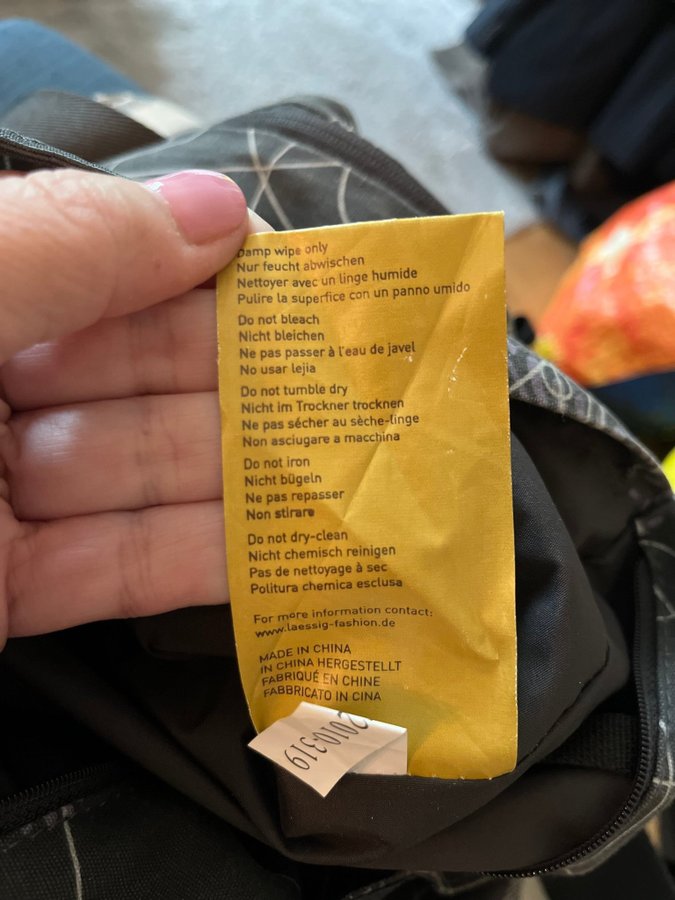 Damp wipe only
Nur feucht abwischen
Nettoyer avec un linge humide
Pulire la superfice con un panno umido
Do not bleach
Nicht bleichen
Ne pas passer à l'eau de javel
No usar lejia
Do not tumble dry
Nicht im Trockner trocknen
Ne pas sécher au sèche-linge
Non asciugare a macchina
Do not iron
Nicht bügeln
Ne pas repasser
Non stirare
Do not dry-clean
Nicht chemisch reinigen
Pas de nettoyage à sec
Politura chemica esclusa
For more information contact:
www.laessig-fashion.de
MADE IN CHINA
IN CHINA HERGESTELLT
FABRIQUÉ EN CHINE
FABBRICATO IN CINA